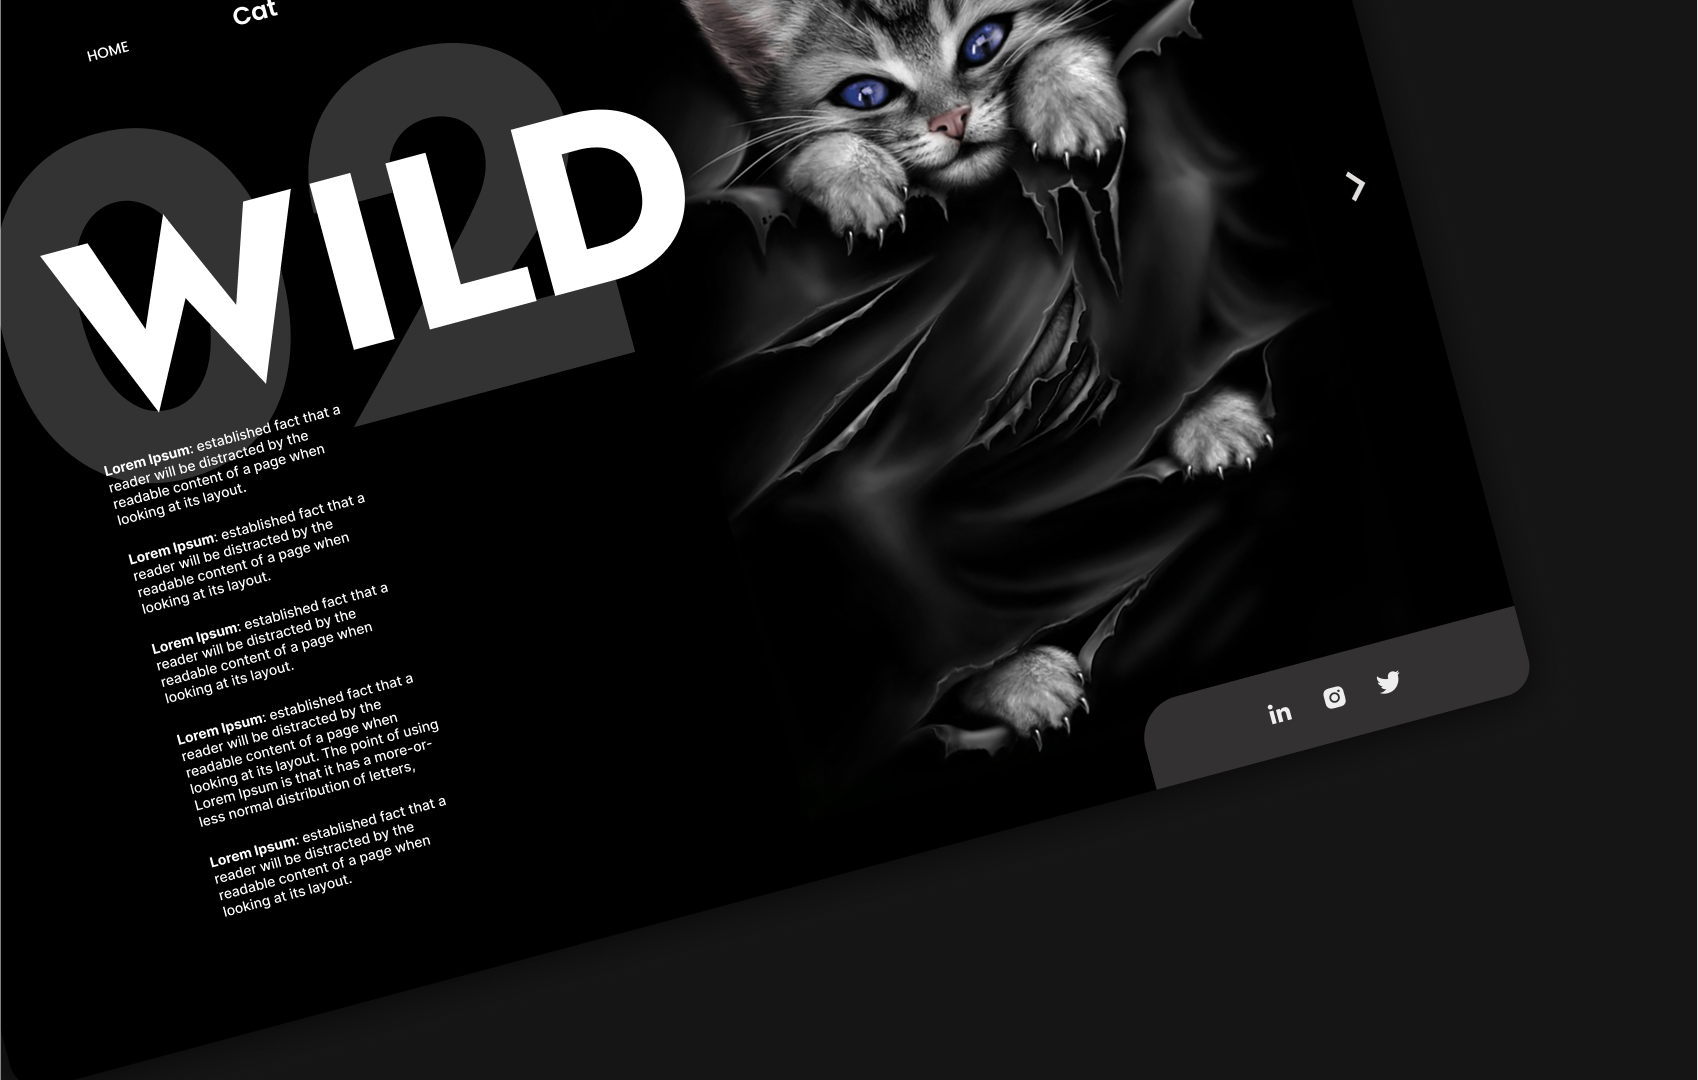 Cat
HOME
02
WILD
Lorem Ipsum: established fact that a
reader will be distracted by the
readable content of a page when
looking at its layout.
Lorem Ipsum: established fact that a
reader will be distracted by the
readable content of a page when
looking at its layout.
Lorem Ipsum: established fact that a
reader will be distracted by the
readable content of a page when
looking at its layout.
Lorem Ipsum: established fact that a
reader will be distracted by the
readable content of a page when
looking at its layout. The point of using
Lorem Ipsum is that it has a more-or-
less normal distribution of letters,
Lorem Ipsum: established fact that a
reader will be distracted by the
readable content of a page when
looking at its layout.
in